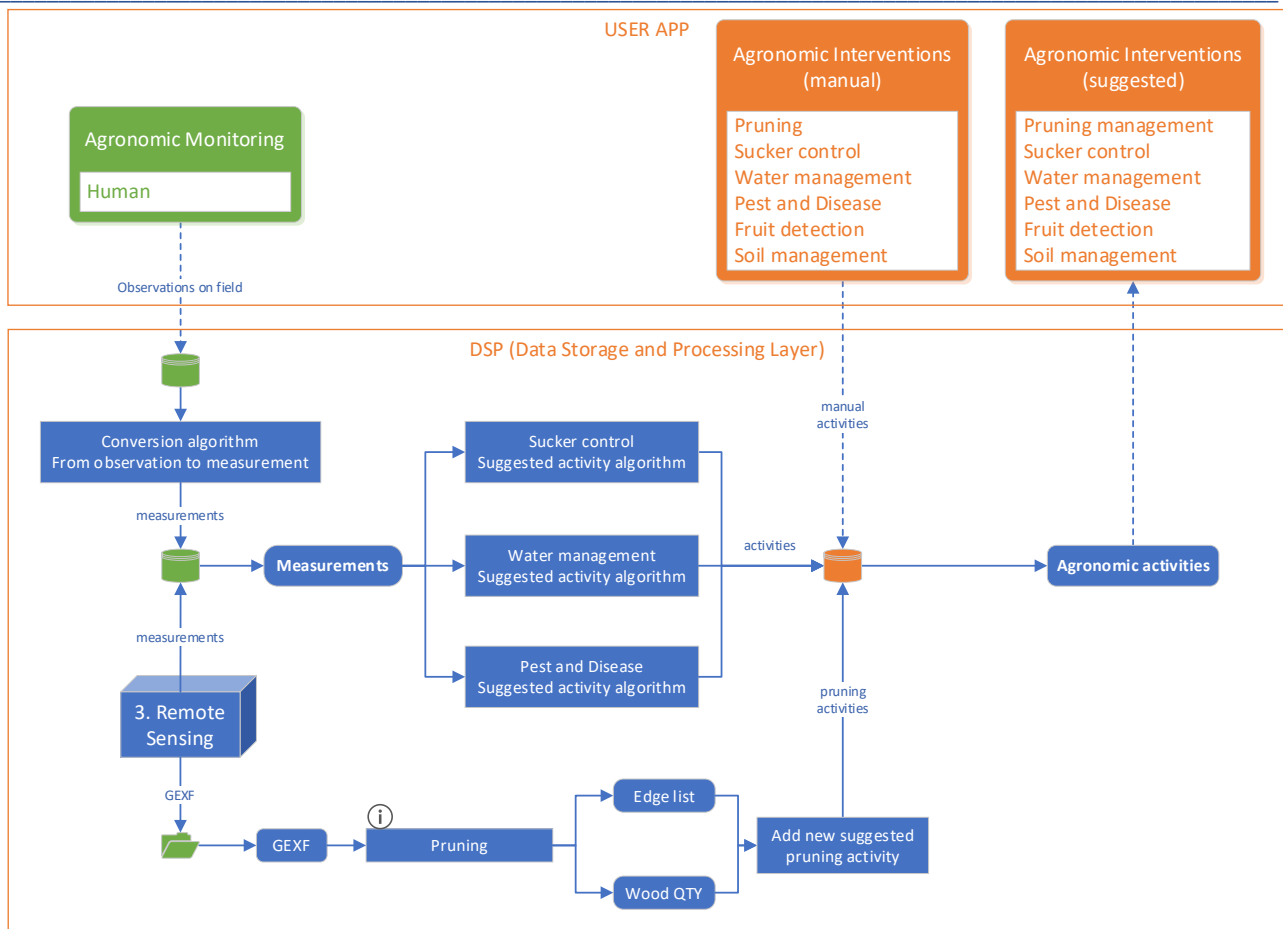 USER APP
Agronomic Monitoring
Human
Observations on field
Agronomic Interventions
(manual)
Pruning
Sucker control
Water management
Pest and Disease
Fruit detection
Soil management
Agronomic Interventions
(suggested)
Pruning management
Sucker control
Water management
Pest and Disease
Fruit detection
Soil management
DSP (Data Storage and Processing Layer)
manual
activities
Conversion algorithm
From observation to measurement
measurements
Measurements
measurements
3. Remote
Sensing
GEXF
Sucker control
Suggested activity algorithm
Water management
Suggested activity algorithm
Pest and Disease
Suggested activity algorithm
activities
Agronomic activities
pruning
activities
GEXF
i
Pruning
Edge list
Wood QTY
Add new suggested
pruning activity